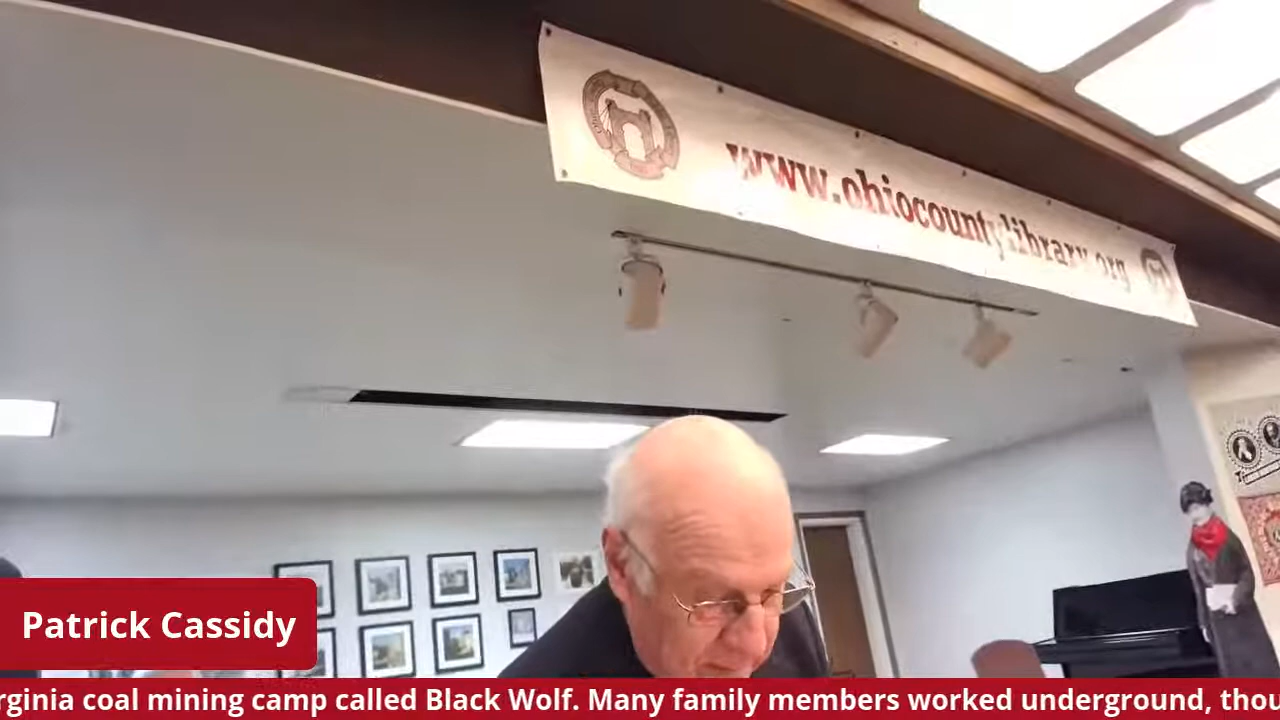 www.ohiocountylibrary.org
Patrick Cassidy
rginia coal mining camp called Black Wolf. Many family members worked underground, thou